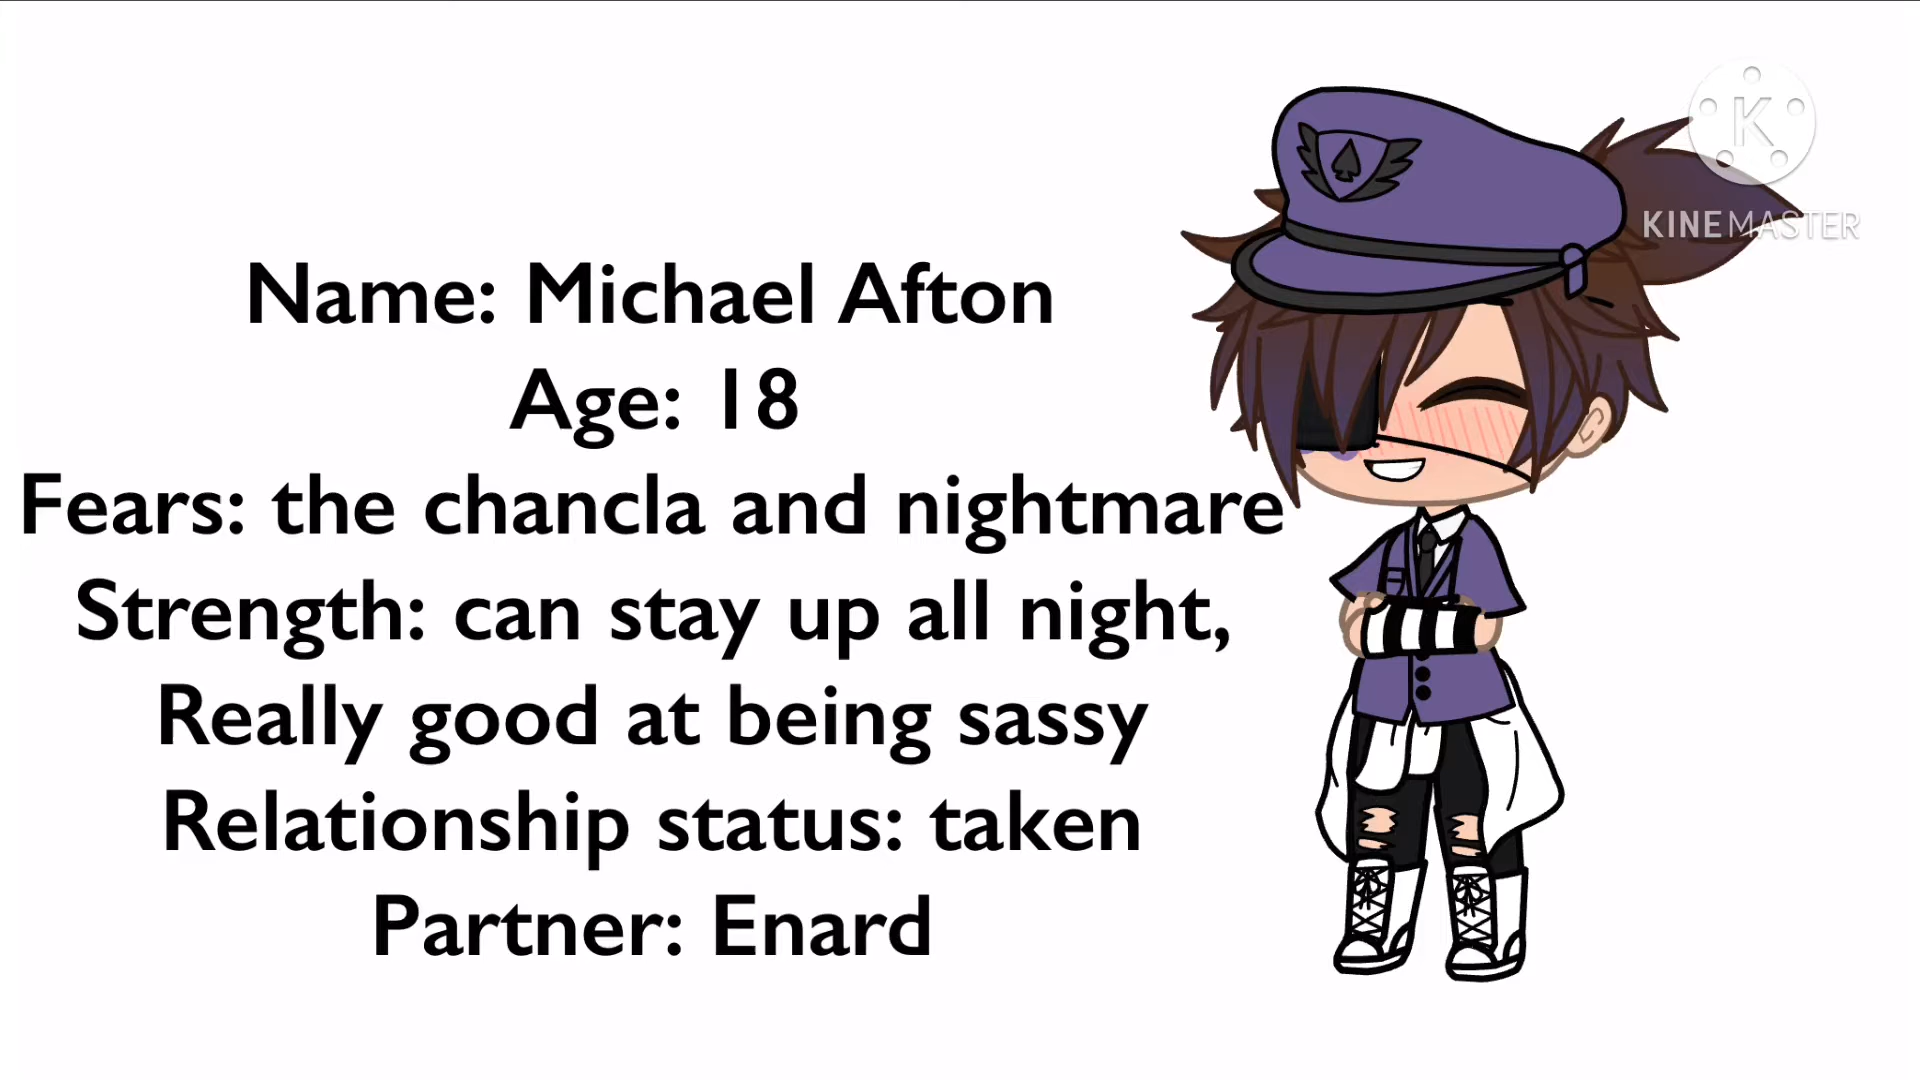 Name: Michael Afton
Age: 18
Fears: the chancla and nightmare
Strength: can stay up all night,
Really good at being sassy
Relationship status: taken
Partner: Enard
K
KINEMASTER